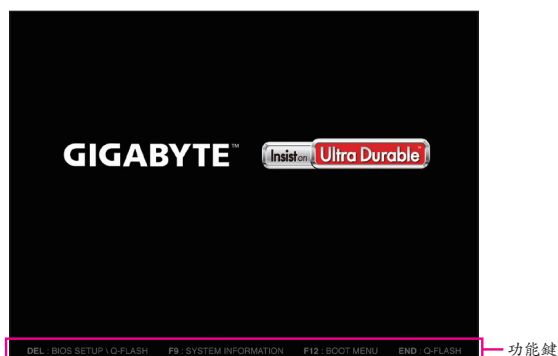 GIGABYTE™ Insist on Ultra Durable™
DEL : BIOS SETUP \ Q-FLASH F9 : SYSTEM INFORMATION F12 : BOOT MENU END : Q-FLASH
功能鍵